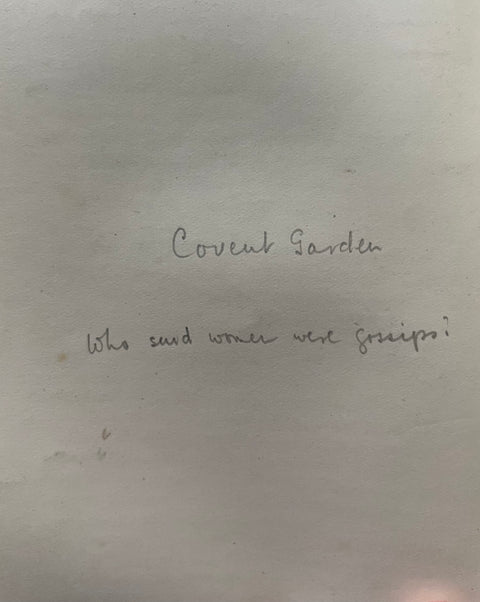 Covent Garden
Who said women were gossips?